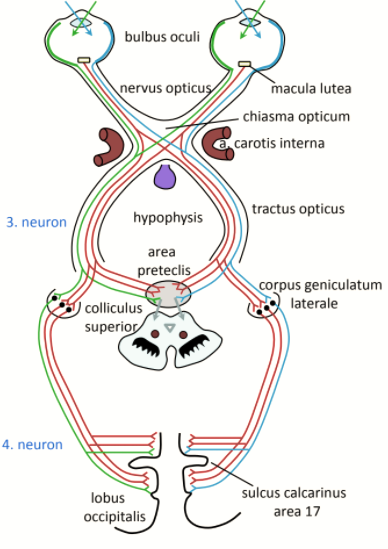 bulbus oculi
nervus opticus
macula lutea
chiasma opticum
a. carotis interna
3. neuron
hypophysis
tractus opticus
area
preteclis
corpus geniculatum
laterale
colliculus
superior
4. neuron
lobus
occipitalis
sulcus calcarinus
area 17